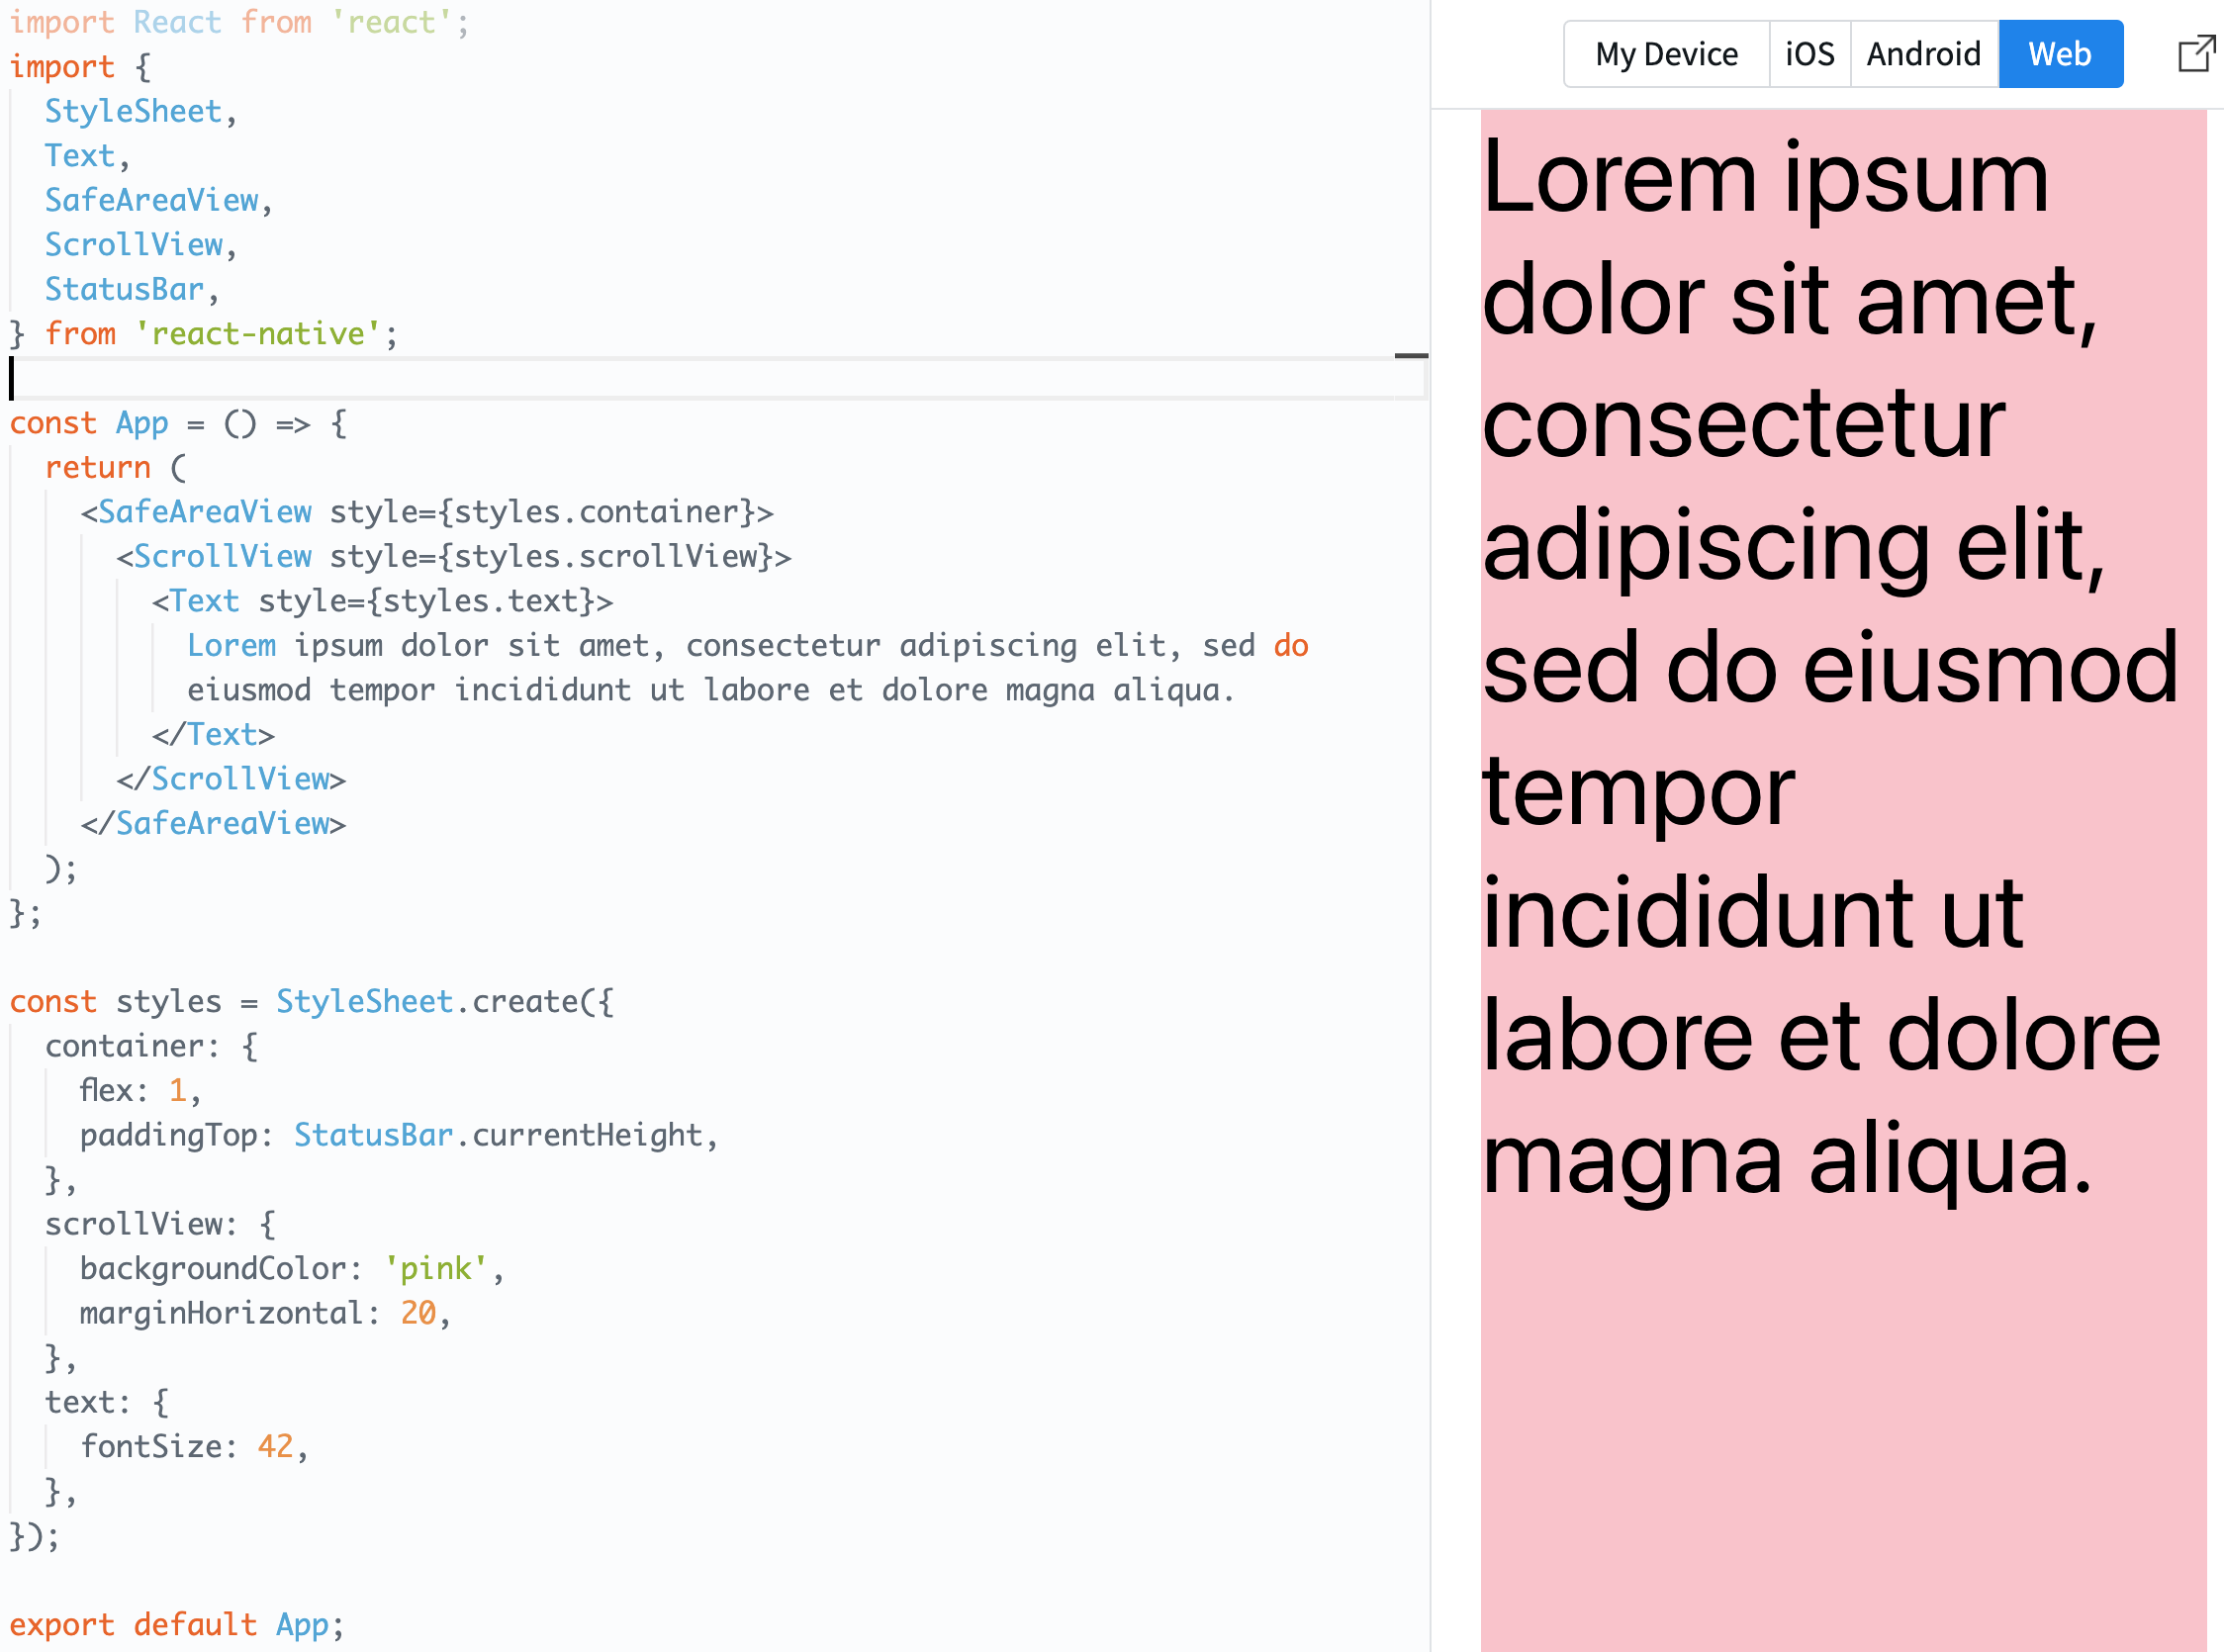 import React from 'react';
import {
  StyleSheet,
  Text,
  SafeAreaView,
  ScrollView,
  StatusBar,
} from 'react-native';

const App = () => {
  return (
    <SafeAreaView style={styles.container}>
      <ScrollView style={styles.scrollView}>
        <Text style={styles.text}>
          Lorem ipsum dolor sit amet, consectetur adipiscing elit, sed do
          eiusmod tempor incididunt ut labore et dolore magna aliqua.
        </Text>
      </ScrollView>
    </SafeAreaView>
  );
};

const styles = StyleSheet.create({
  container: {
    flex: 1,
    paddingTop: StatusBar.currentHeight,
  },
  scrollView: {
    backgroundColor: 'pink',
    marginHorizontal: 20,
  },
  text: {
    fontSize: 42,
  },
});

export default App;
My Device iOS Android Web
Lorem ipsum
dolor sit amet,
consectetur
adipiscing elit,
sed do eiusmod
tempor
incididunt ut
labore et dolore
magna aliqua.